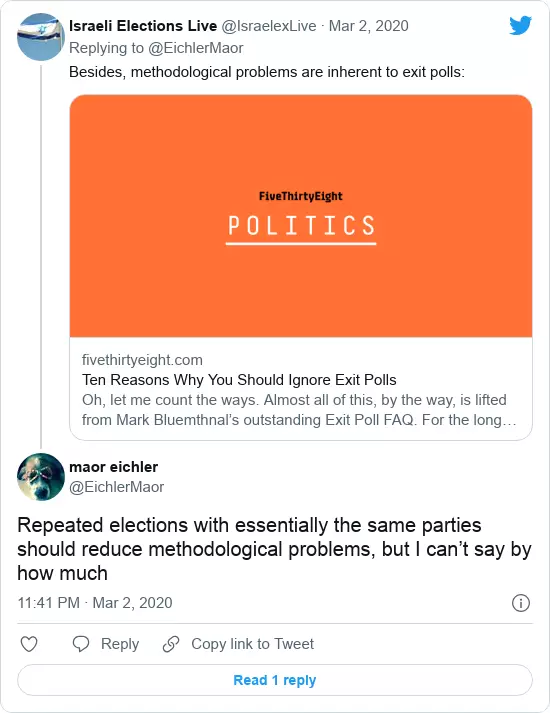 Israeli Elections Live @IsraelexLive · Mar 2, 2020
Replying to @EichlerMaor
Besides, methodological problems are inherent to exit polls:
FiveThirtyEight
POLITICS
fivethirtyeight.com
Ten Reasons Why You Should Ignore Exit Polls
Oh, let me count the ways. Almost all of this, by the way, is lifted
from Mark Bluemthnal’s outstanding Exit Poll FAQ. For the long…
maor eichler
@EichlerMaor
Repeated elections with essentially the same parties
should reduce methodological problems, but I can’t say by
how much
11:41 PM · Mar 2, 2020
Reply
Copy link to Tweet
Read 1 reply